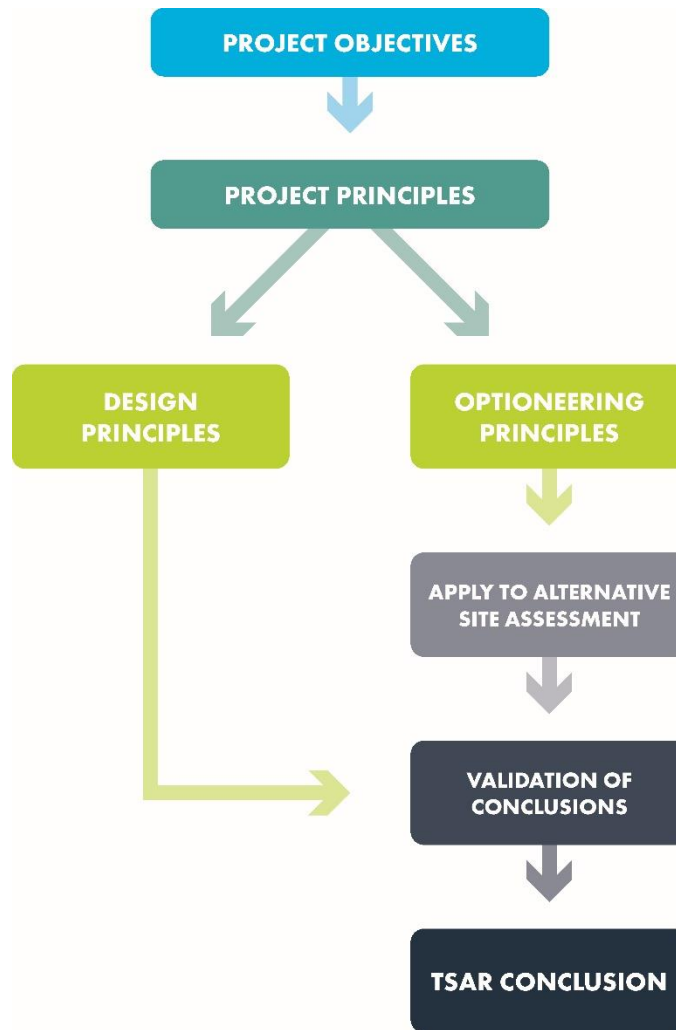 PROJECT OBJECTIVES
PROJECT PRINCIPLES
DESIGN
PRINCIPLES
OPTIONEERING
PRINCIPLES
APPLY TO ALTERNATIVE
SITE ASSESSMENT
VALIDATION OF
CONCLUSIONS
TSAR CONCLUSION